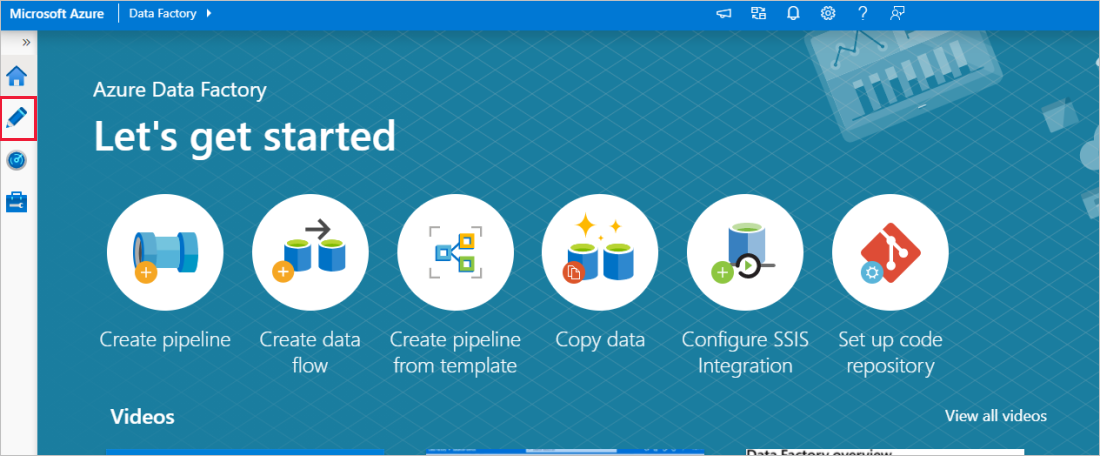 Microsoft Azure Data Factory
»
Azure Data Factory
Let's get started
Create pipeline
Create data
flow
Create pipeline
from template
Copy data
Configure SSIS
Integration
Set up code
repository
Videos
View all videos
Data Factory overview